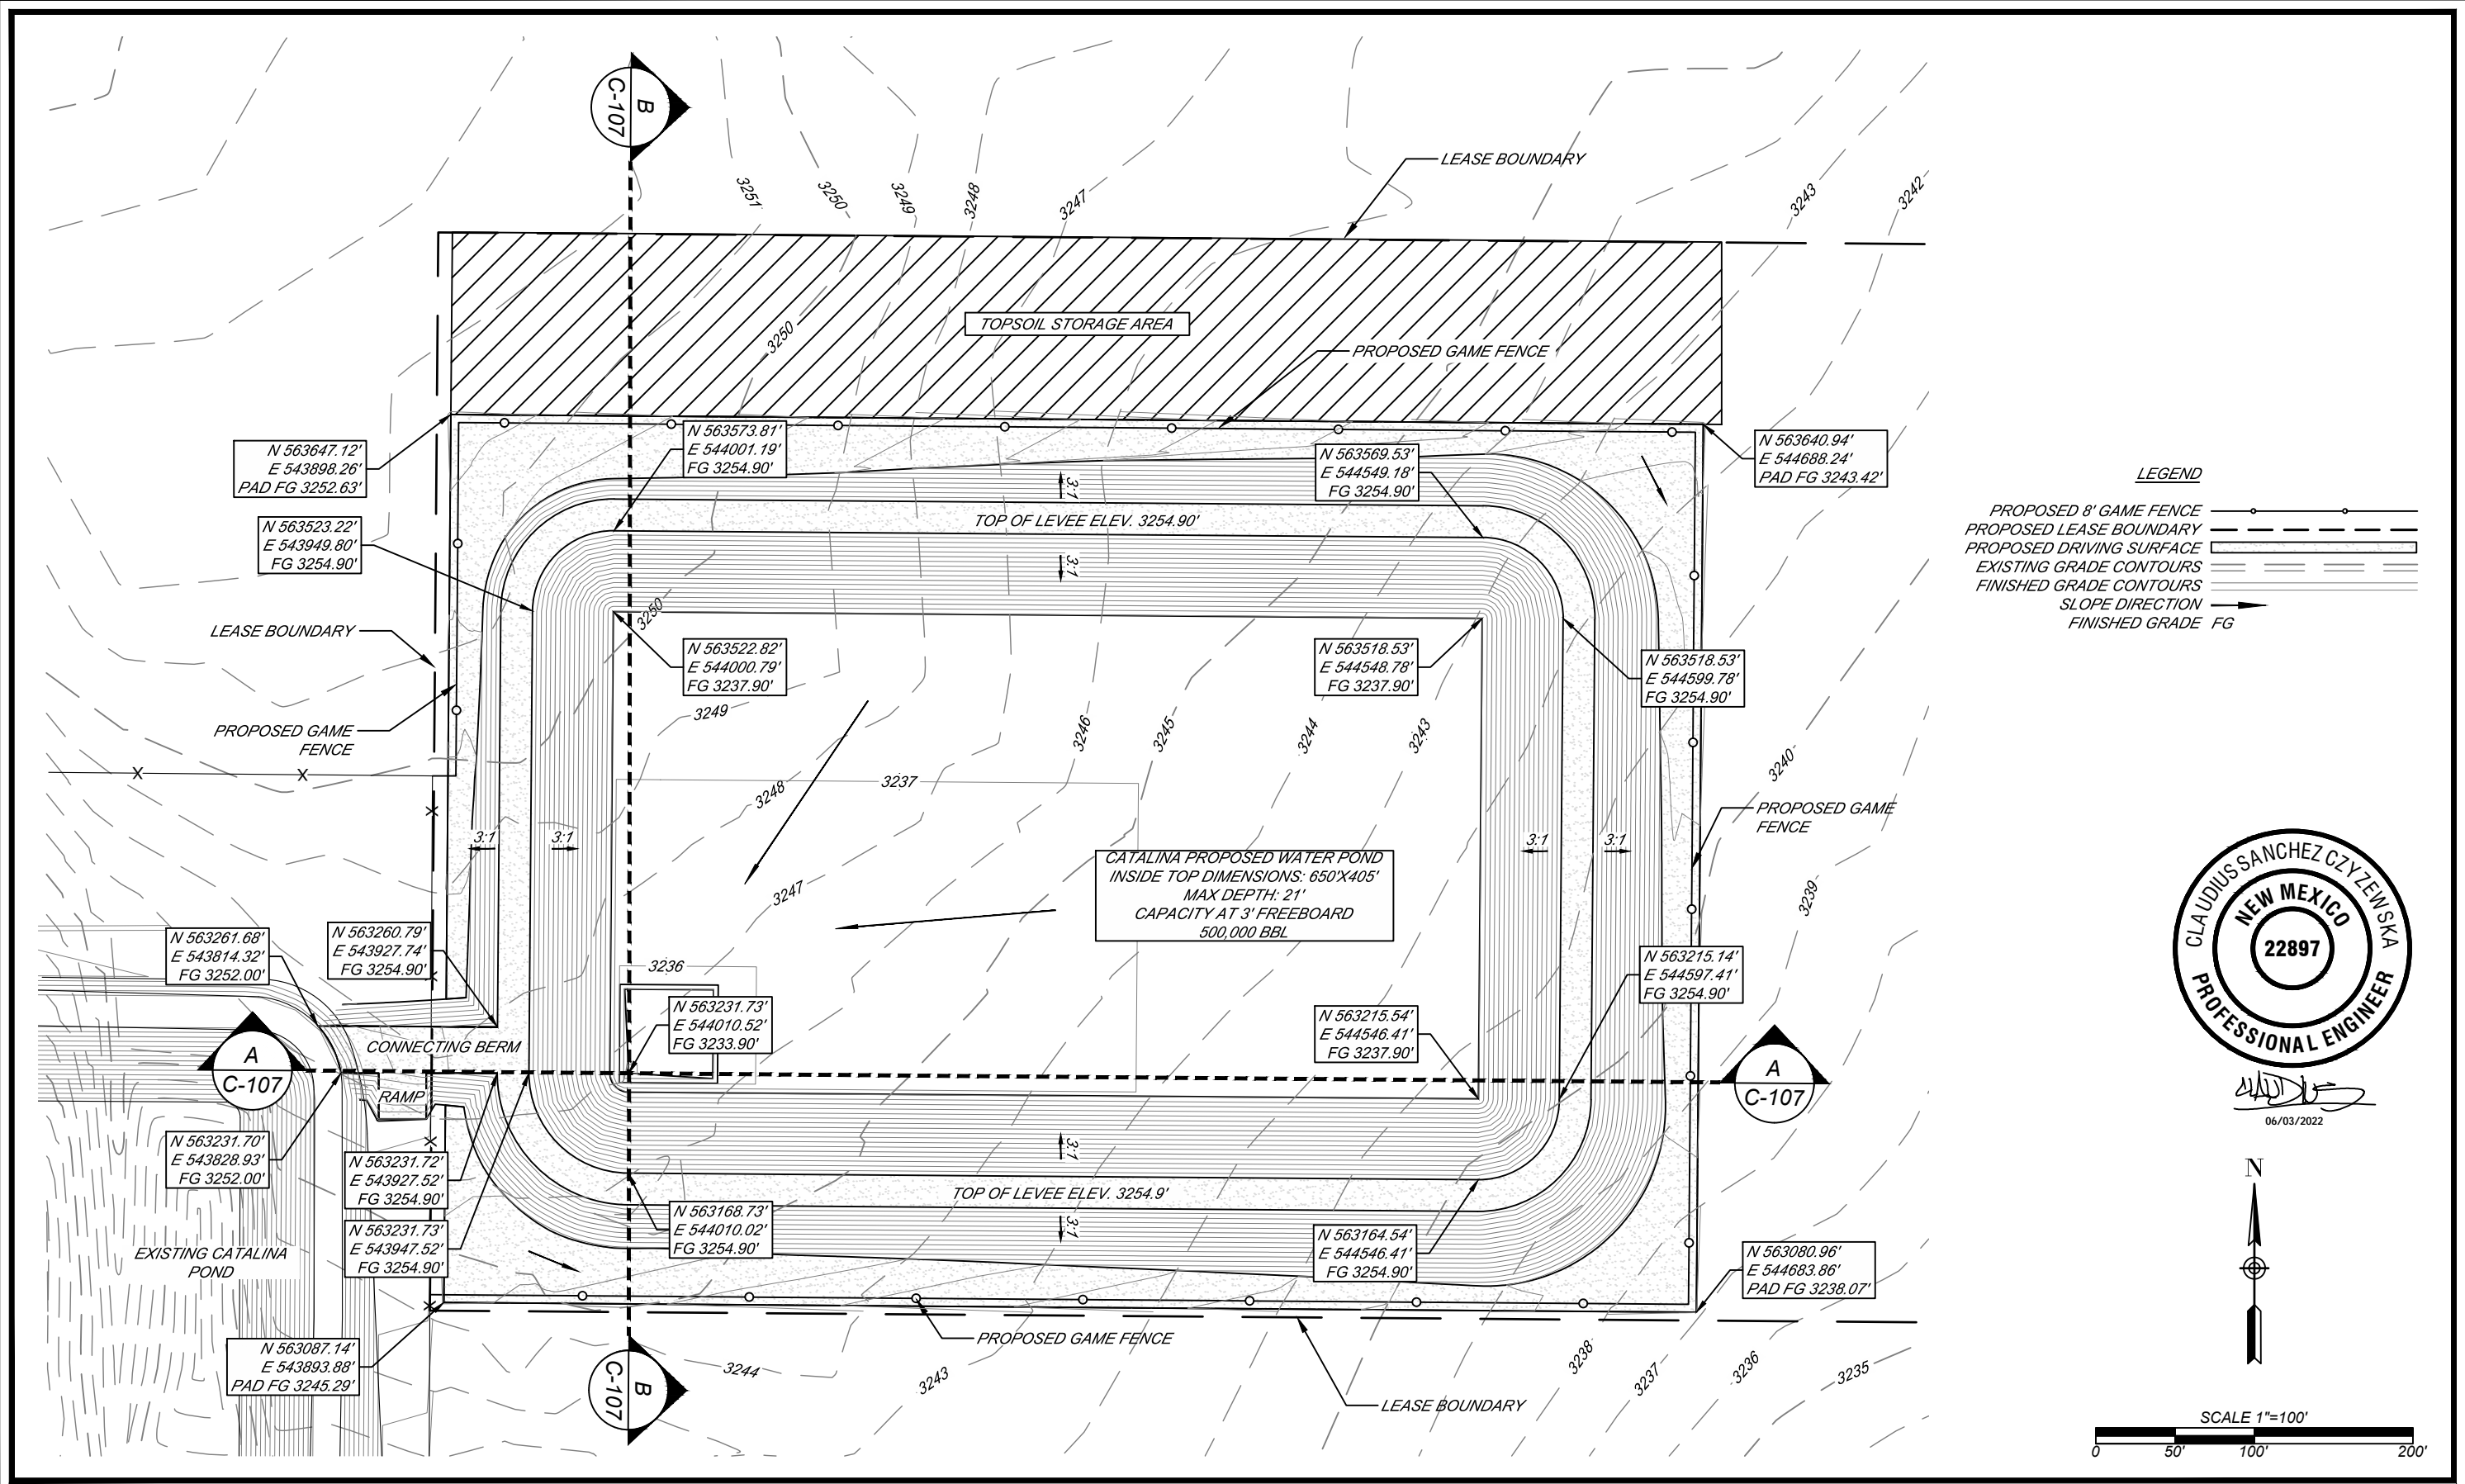 B
C-107
LEASE BOUNDARY
3251
3250
3249
3248
3247
3243
3242
TOPSOIL STORAGE AREA
3250
PROPOSED GAME FENCE
N 563647.12'
E 543898.26'
PAD FG 3252.63'
N 563573.81'
E 544001.19'
FG 3254.90'
N 563569.53'
E 544549.18'
FG 3254.90'
N 563640.94'
E 544688.24'
PAD FG 3243.42'
3:1
TOP OF LEVEE ELEV. 3254.90'
N 563523.22'
E 543949.80'
FG 3254.90'
3:1
3250
LEASE BOUNDARY
N 563522.82'
E 544000.79'
FG 3237.90'
N 563518.53'
E 544548.78'
FG 3237.90'
N 563518.53'
E 544599.78'
FG 3254.90'
3249
3246
3245
3244
3243
3240
PROPOSED GAME
FENCE
X
X
3237
3248
PROPOSED GAME
FENCE
3:1
3:1
3:1
3:1
CATALINA PROPOSED WATER POND
INSIDE TOP DIMENSIONS: 650'X405'
MAX DEPTH: 21'
CAPACITY AT 3' FREEBOARD
500,000 BBL
3247
3239
N 563261.68'
E 543814.32'
FG 3252.00'
N 563260.79'
E 543927.74'
FG 3254.90'
3236
N 563215.14'
E 544597.41'
FG 3254.90'
N 563231.73'
E 544010.52'
FG 3233.90'
N 563215.54'
E 544546.41'
FG 3237.90'
CONNECTING BERM
A
C-107
A
C-107
RAMP
N 563231.70'
E 543828.93'
FG 3252.00'
N 563231.72'
E 543927.52'
FG 3254.90'
3:1
TOP OF LEVEE ELEV. 3254.9'
N 563231.73'
E 543947.52'
FG 3254.90'
N 563168.73'
E 544010.02'
FG 3254.90'
3:1
N 563164.54'
E 544546.41'
FG 3254.90'
EXISTING CATALINA
POND
N 563080.96'
E 544683.86'
PAD FG 3238.07'
N 563087.14'
E 543893.88'
PAD FG 3245.29'
PROPOSED GAME FENCE
B
C-107
3244
3243
3238
3237
3236
3235
LEASE BOUNDARY
LEGEND
PROPOSED 8' GAME FENCE
PROPOSED LEASE BOUNDARY
PROPOSED DRIVING SURFACE
EXISTING GRADE CONTOURS
FINISHED GRADE CONTOURS
SLOPE DIRECTION
FINISHED GRADE FG
CLAUDIUS SANCHEZ CZYZEWSKA
NEW MEXICO
22897
PROFESSIONAL ENGINEER
06/03/2022
N
SCALE 1"=100'
0 50' 100' 200'